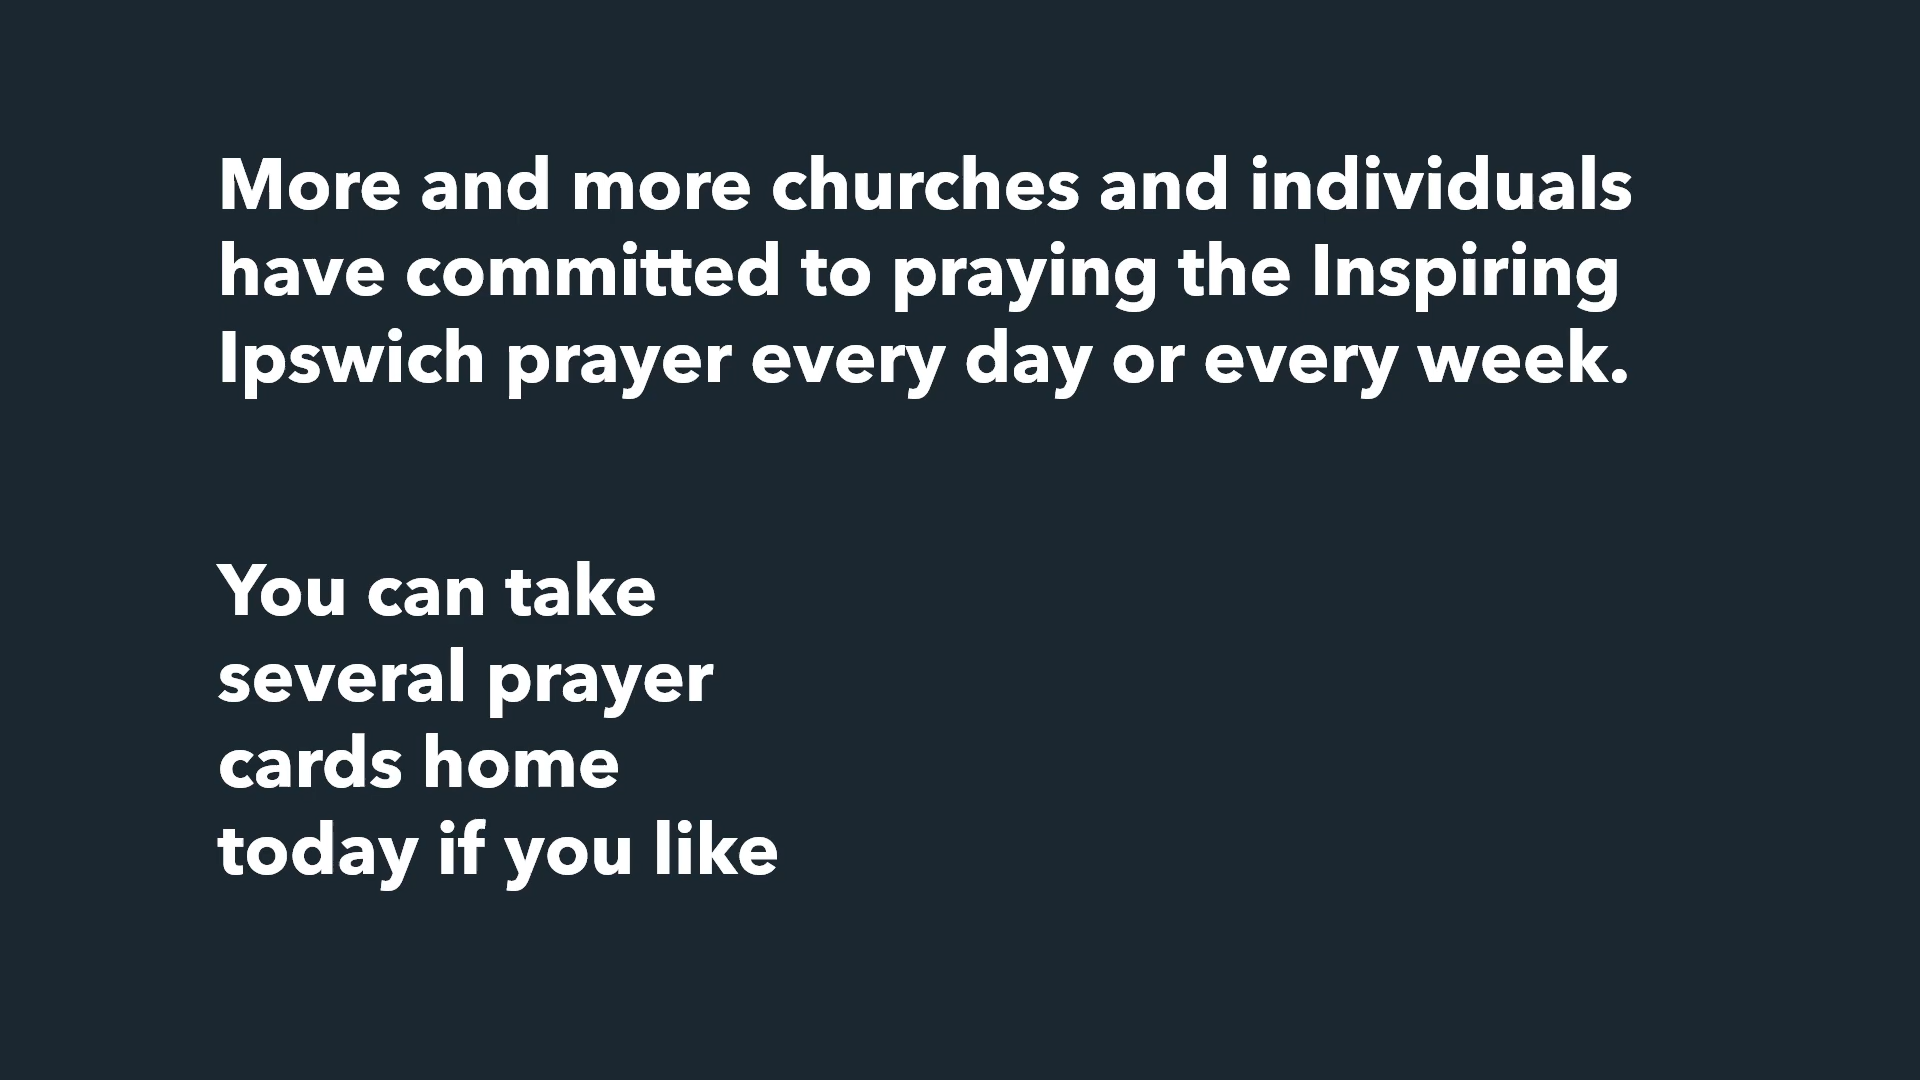 More and more churches and individuals
have committed to praying the Inspiring
Ipswich prayer every day or every week.
You can take
several prayer
cards home
today if you like